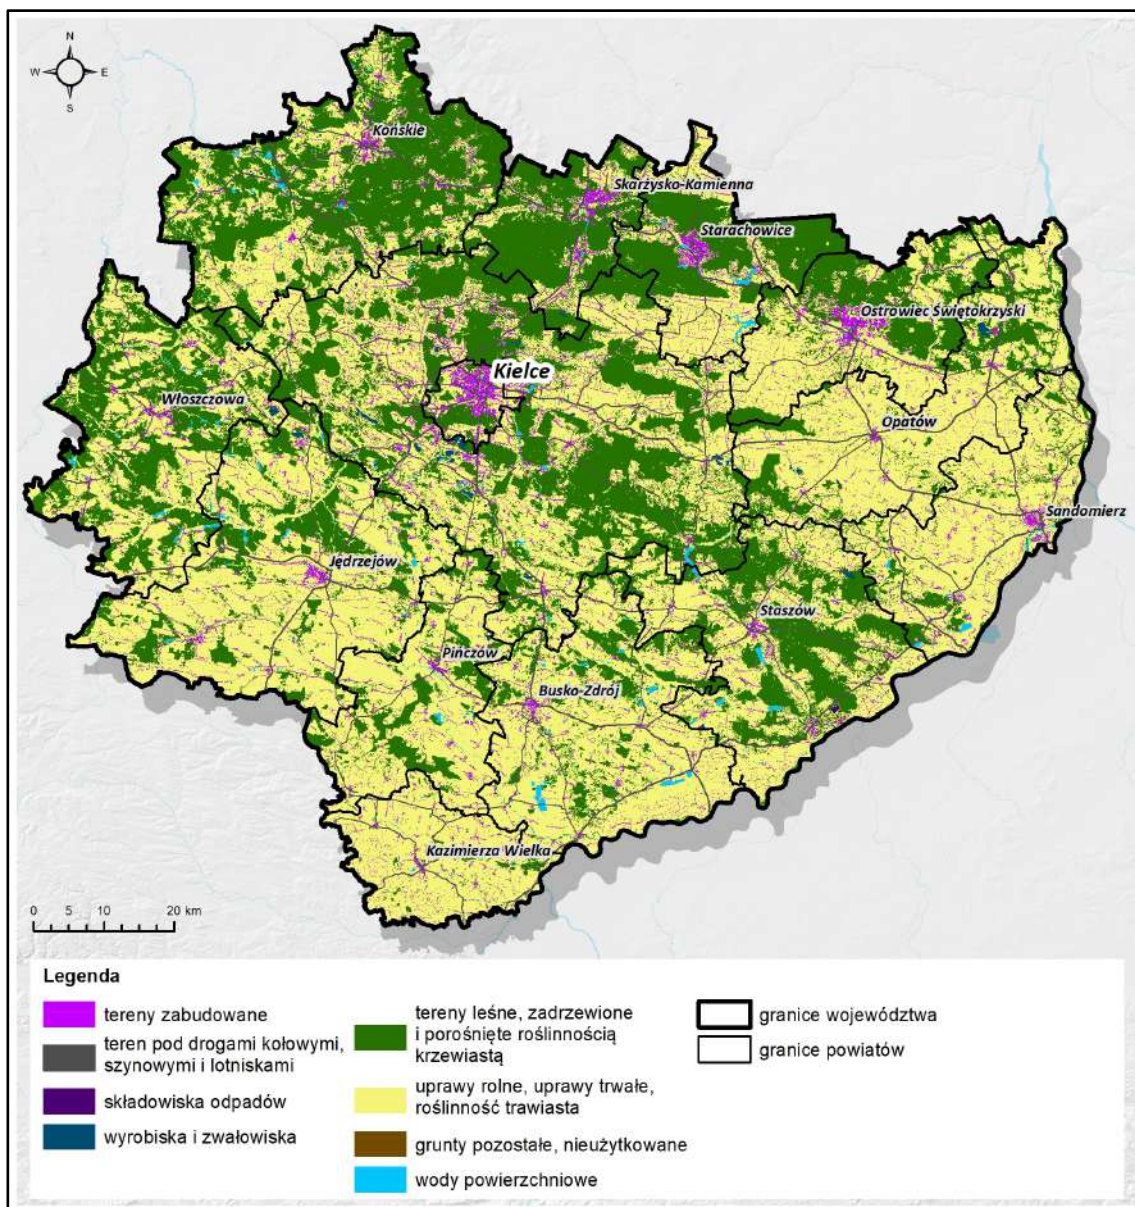 N
W E
S
Końskie
Skarżysko-Kamienna
Starachowice
Ostrowiec Świętokrzyski
Kielce
Włoszczowa
Opatów
Sandomierz
Jędrzejów
Staszów
Pińczów
Busko-Zdrój
Kazimierza Wielka
0 5 10 20 km
Legenda
tereny zabudowane
teren pod drogami kołowymi,
szynowymi i lotniskami
składowiska odpadów
wyrobiska i zwałowiska
tereny leśne, zadrzewione
i porośnięte roślinnością
krzewiastą
uprawy rolne, uprawy trwałe,
roślinność trawiasta
grunty pozostałe, nieużytkowane
wody powierzchniowe
granice województwa
granice powiatów